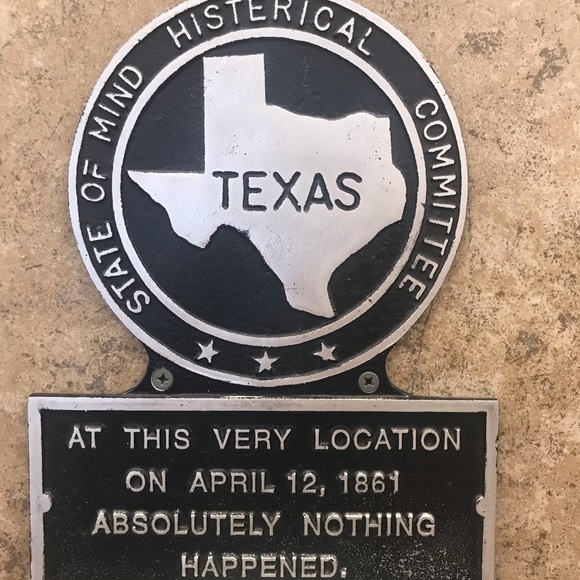 STATE OF MIND HISTERICAL COMMITTEE
TEXAS
AT THIS VERY LOCATION
ON APRIL 12, 1861
ABSOLUTELY NOTHING
HAPPENED.